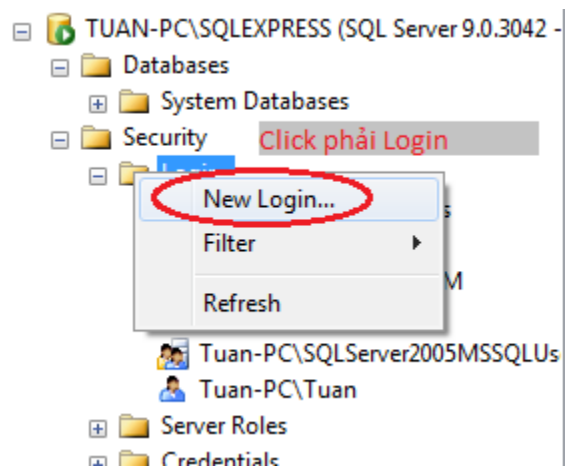 TUAN-PC\SQLEXPRESS (SQL Server 9.0.3042 -
Databases
System Databases
Security Click phải Login
New Login...
Filter
Refresh
Tuan-PC\SQLServer2005MSSQLUs
Tuan-PC\Tuan
Server Roles
Credentials